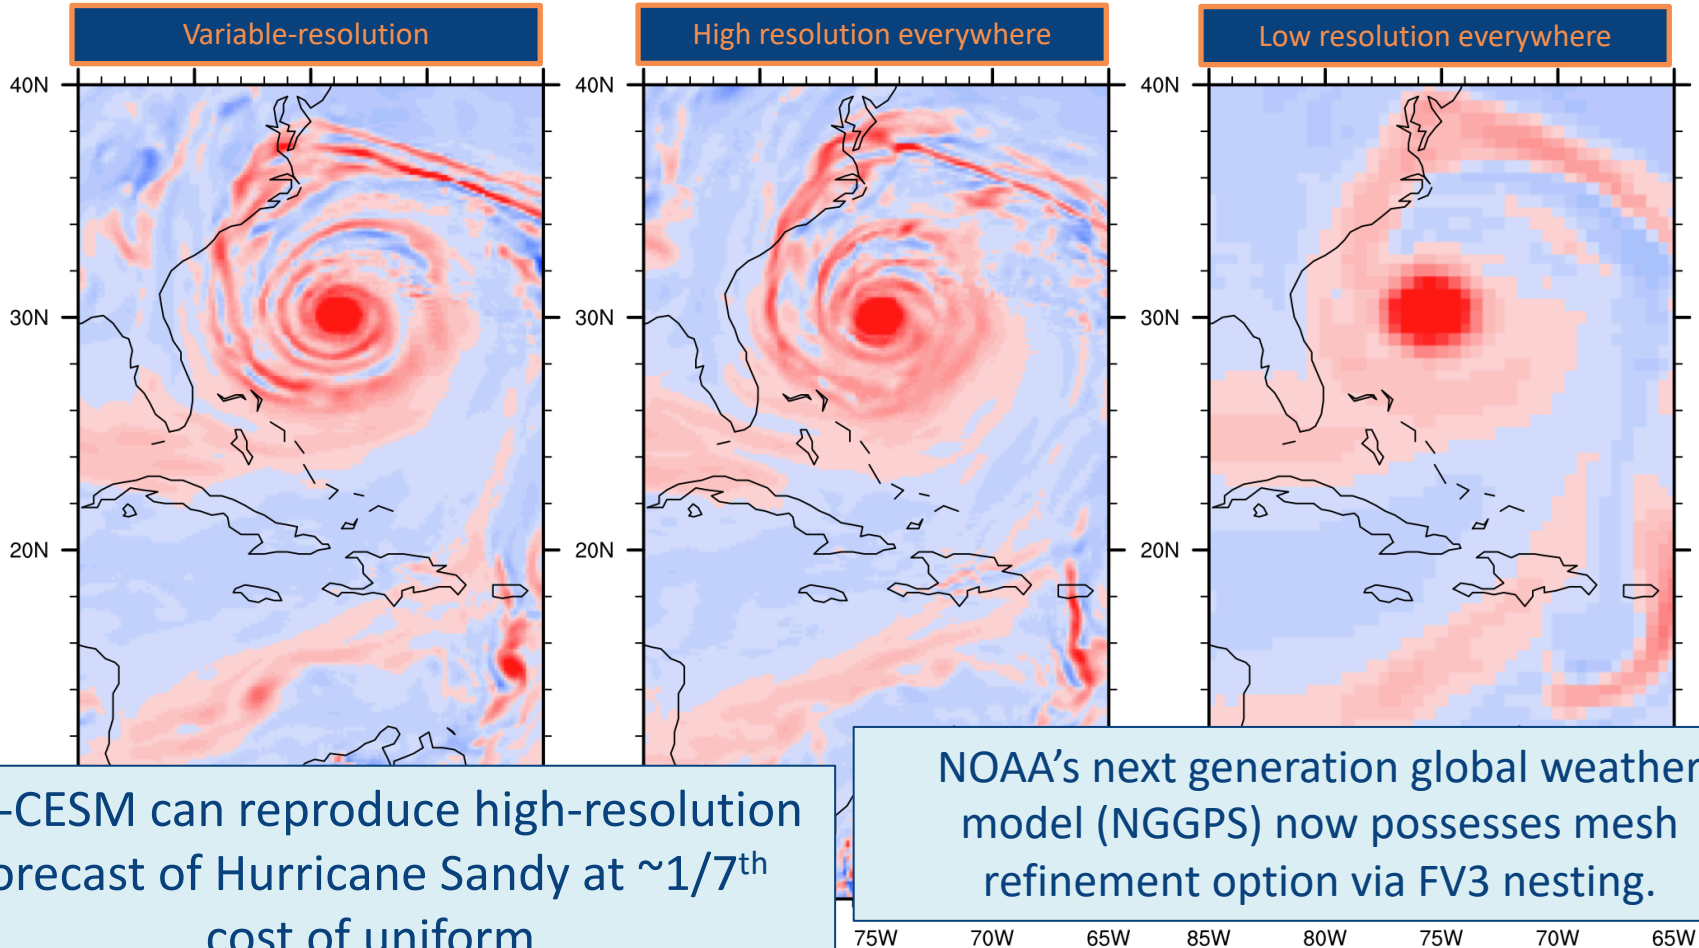 Variable-resolution
High resolution everywhere
Low resolution everywhere
40N
40N
40N
30N
30N
30N
20N
20N
20N
-CESM can reproduce high-resolution
orecast of Hurricane Sandy at ~1/7th
cost of uniform
NOAA’s next generation global weather
model (NGGPS) now possesses mesh
refinement option via FV3 nesting.
75W 70W 65W 85W 80W 75W 70W 65W